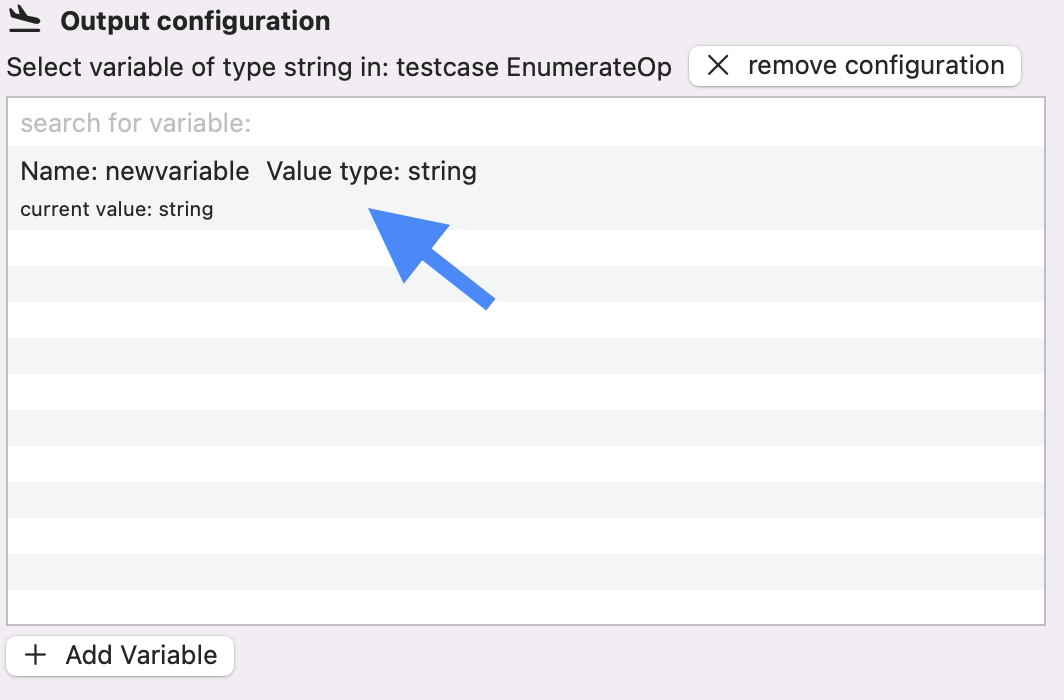 Output configuration
Select variable of type string in: testcase EnumerateOp
remove configuration
search for variable:
Name: newvariable Value type: string
current value: string
Add Variable